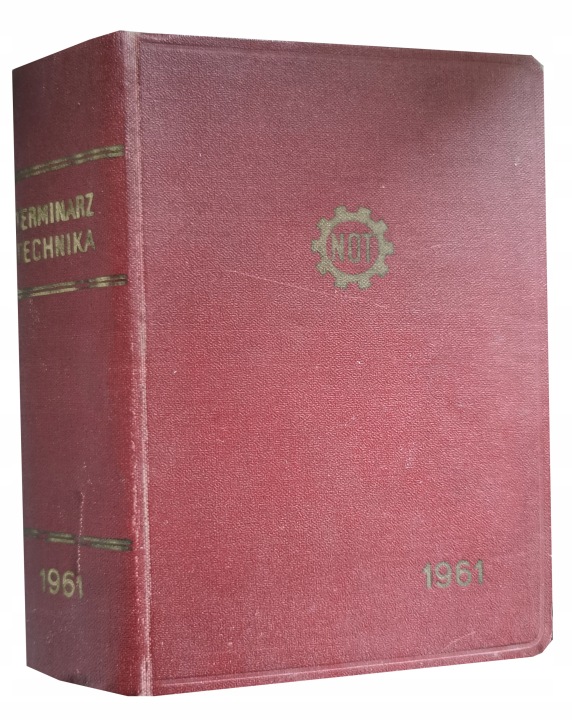 TERMINARZ
TECHNIKA
1961
NOT
1961